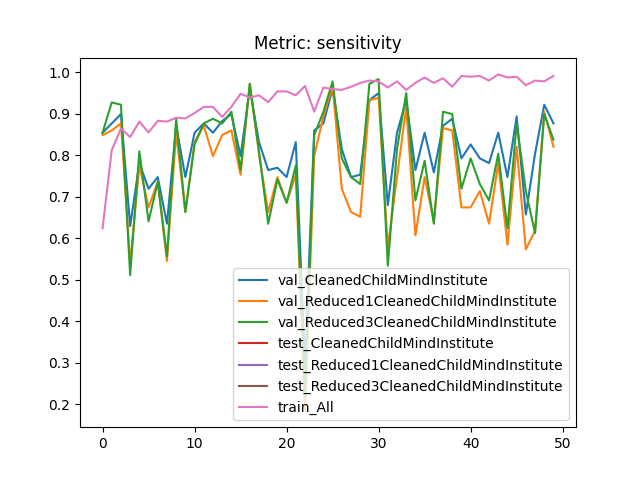 Metric: sensitivity
1.0
0.9
0.8
0.7
0.6
0.5
0.4
0.3
0.2
0
10
20
30
40
50
val_CleanedChildMindInstitute
val_Reduced1CleanedChildMindInstitute
val_Reduced3CleanedChildMindInstitute
test_CleanedChildMindInstitute
test_Reduced1CleanedChildMindInstitute
test_Reduced3CleanedChildMindInstitute
train_All